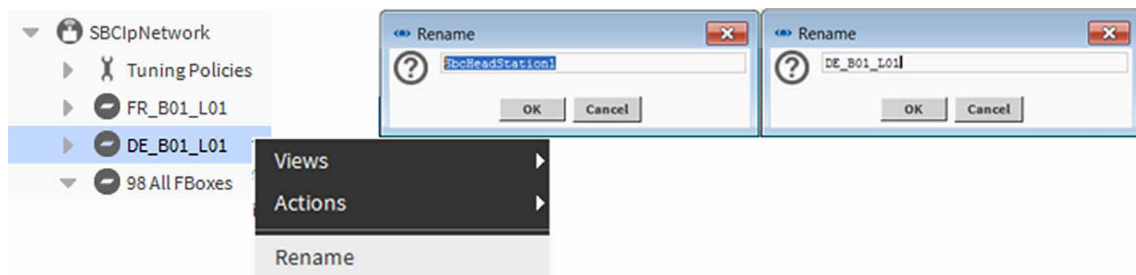 SBCIpNetwork
Tuning Policies
FR_B01_L01
DE_B01_L01
98 All FBoxes
Views
Actions
Rename
Rename
SbcHeadStation1
OK Cancel
Rename
DE_B01_L01
OK Cancel